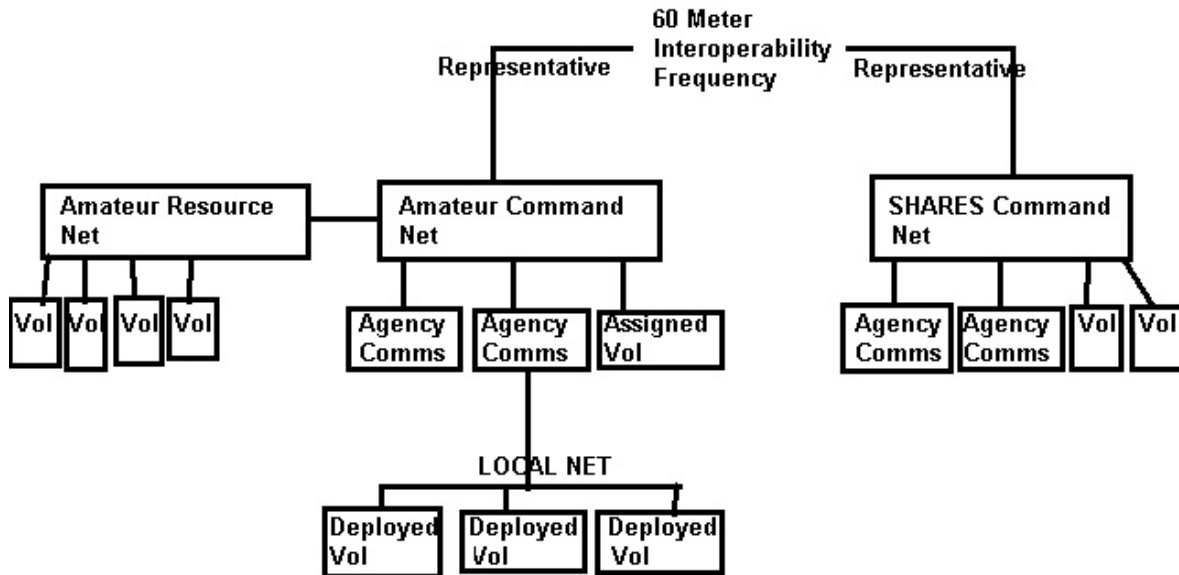 60 Meter
Interoperability
Frequency
Representative
Representative
Amateur Resource
Net
Amateur Command
Net
SHARES Command
Net
Vol
Vol
Vol
Vol
Agency
Comms
Agency
Comms
Assigned
Vol
Agency
Comms
Agency
Comms
Vol
Vol
LOCAL NET
Deployed
Vol
Deployed
Vol
Deployed
Vol